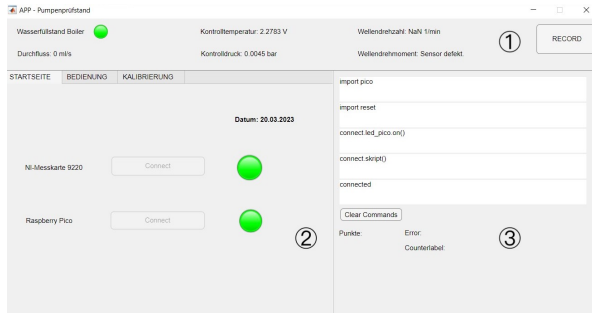 APP - Pumpenprüfstand
Wasserfüllstand Boiler
Kontrolltemperatur: 2.2783 V
Wellendrehzahl: NaN 1/min
1
RECORD
Durchfluss: 0 ml/s
Kontrolldruck: 0.0045 bar
Wellendrehmoment: Sensor defekt.
STARTSEITE
BEDIENUNG
KALIBRIERUNG
Datum: 20.03.2023
NI-Messkarte 9220
Connect
Raspberry Pico
Connect
2
import pico
import reset
connect.led_pico.on()
connect.skript()
connected
Clear Commands
Punkte:
Error:
3
Counterlabel: